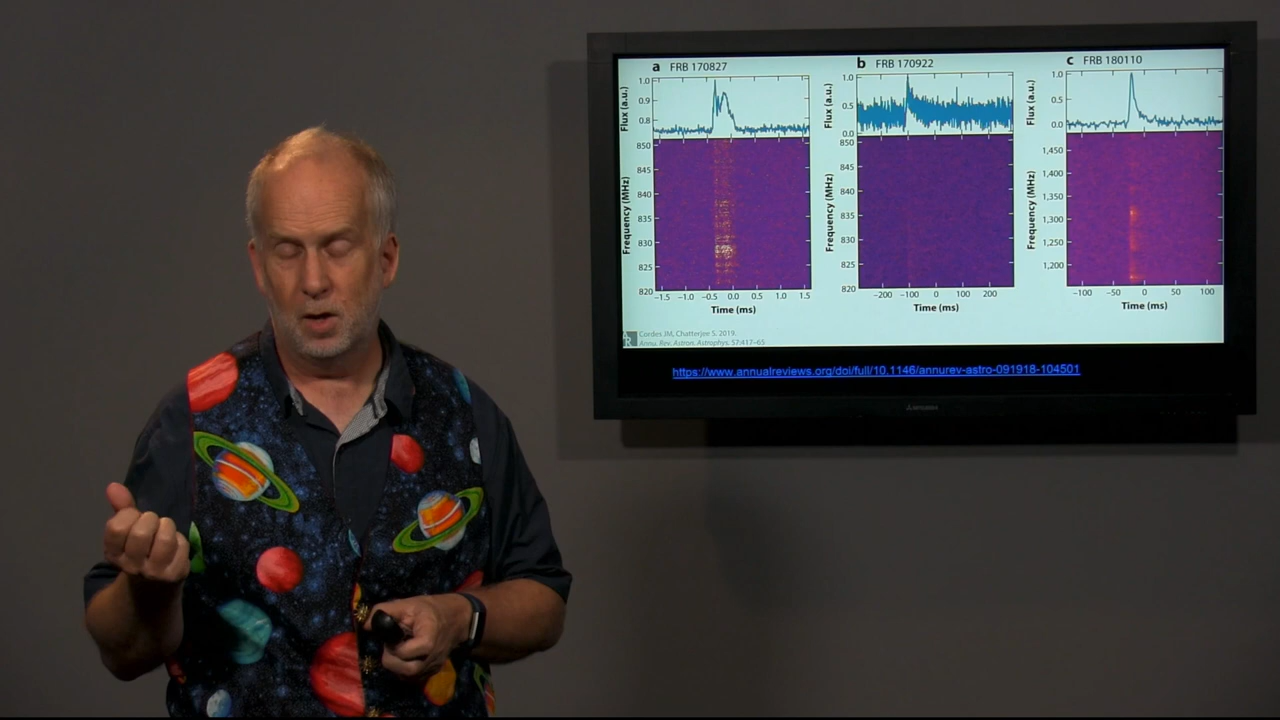 a FRB 170827
b FRB 170922
c FRB 180110
Flux (a.u.)
1.0
0.9
0.8
Flux (a.u.)
1.0
0.5
0.0
Flux (a.u.)
1.0
0.5
0.0
Frequency (MHz)
850
845
840
835
830
825
820
Frequency (MHz)
850
845
840
835
830
825
820
Frequency (MHz)
1,450
1,350
1,300
1,250
1,200
−1.5 −1.0 −0.5 0.0 0.5 1.0 1.5
−200 −100 0 100 200
−100 −50 0 50 100
Time (ms)
Time (ms)
Time (ms)
Cordes JM, Chatterjee S. 2019.
Annu. Rev. Astron. Astrophys. 57:417–65
https://www.annualreviews.org/doi/full/10.1146/annurev-astro-091918-104501